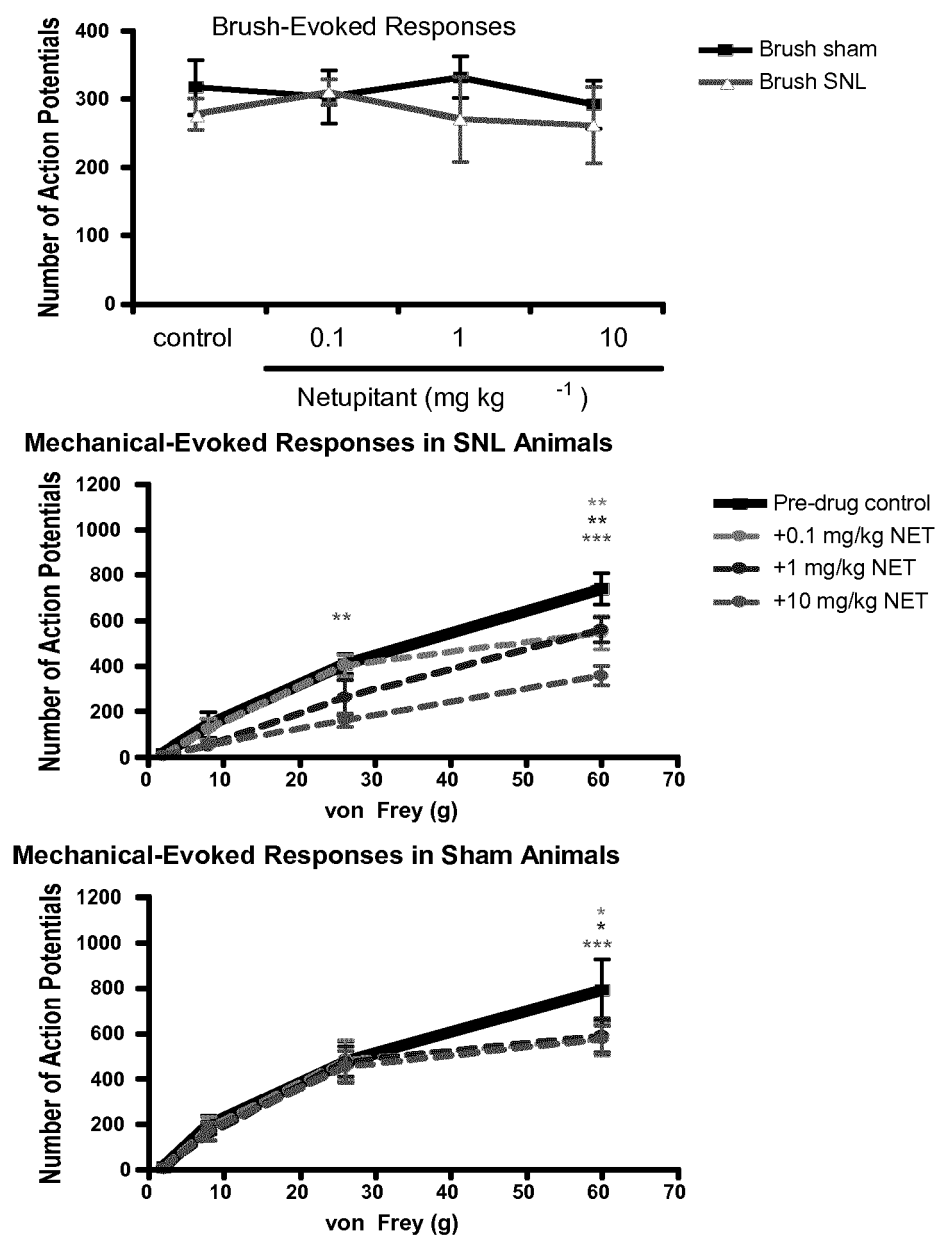 Brush-Evoked Responses
400
300
200
100
0
Number of Action Potentials
Brush sham
Brush SNL
control 0.1 1 10
Netupitant (mg kg -1 )
Mechanical-Evoked Responses in SNL Animals
1200
1000
800
600
400
200
0
Number of Action Potentials
**
**
***
**
Pre-drug control
+0.1 mg/kg NET
+1 mg/kg NET
+10 mg/kg NET
0 10 20 30 40 50 60 70
von Frey (g)
Mechanical-Evoked Responses in Sham Animals
1200
1000
800
600
400
200
0
Number of Action Potentials
*
*
***
0 10 20 30 40 50 60 70
von Frey (g)